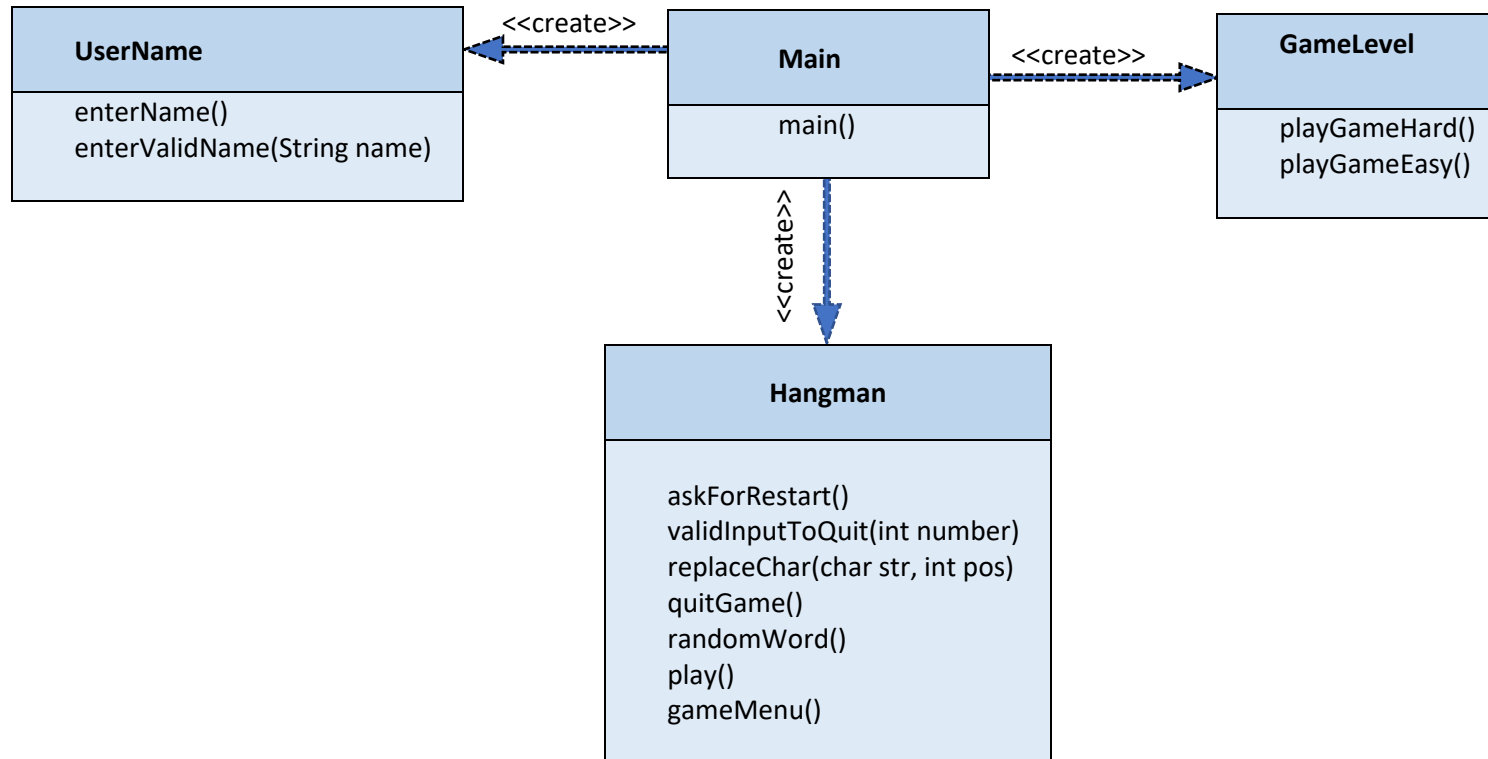 <<create>>
UserName
enterName()
enterValidName(String name)
Main
main()
<<create>>
GameLevel
playGameHard()
playGameEasy()
<<create>>
Hangman
askForRestart()
validInputToQuit(int number)
replaceChar(char str, int pos)
quitGame()
randomWord()
play()
gameMenu()